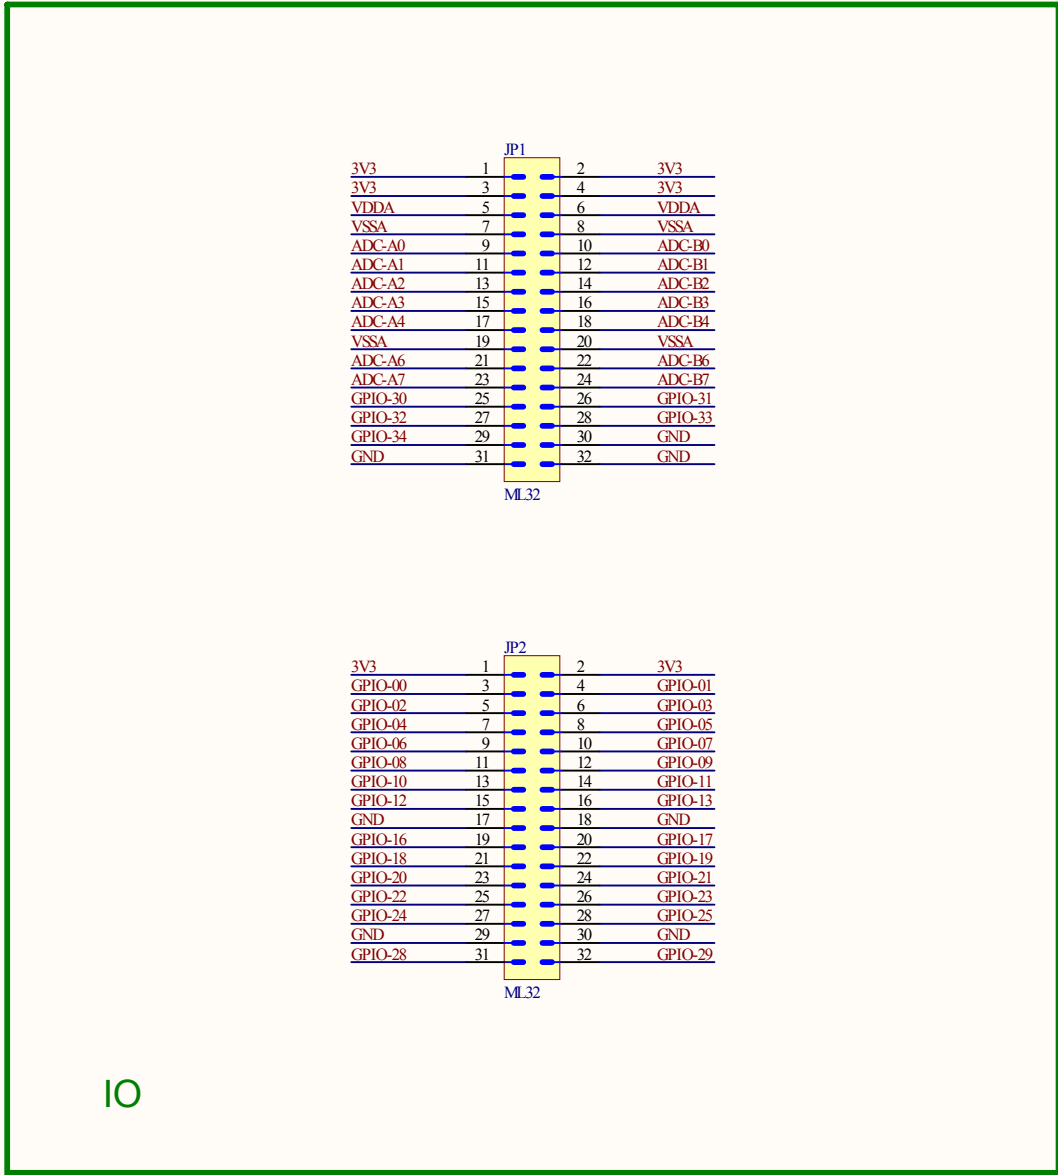 JP1
3V3 1 2 3V3
3V3 3 4 3V3
VDDA 5 6 VDDA
VSSA 7 8 VSSA
ADC-A0 9 10 ADC-B0
ADC-A1 11 12 ADC-B1
ADC-A2 13 14 ADC-B2
ADC-A3 15 16 ADC-B3
ADC-A4 17 18 ADC-B4
VSSA 19 20 VSSA
ADC-A6 21 22 ADC-B6
ADC-A7 23 24 ADC-B7
GPIO-30 25 26 GPIO-31
GPIO-32 27 28 GPIO-33
GPIO-34 29 30 GND
GND 31 32 GND
ML32
JP2
3V3 1 2 3V3
GPIO-00 3 4 GPIO-01
GPIO-02 5 6 GPIO-03
GPIO-04 7 8 GPIO-05
GPIO-06 9 10 GPIO-07
GPIO-08 11 12 GPIO-09
GPIO-10 13 14 GPIO-11
GPIO-12 15 16 GPIO-13
GND 17 18 GND
GPIO-16 19 20 GPIO-17
GPIO-18 21 22 GPIO-19
GPIO-20 23 24 GPIO-21
GPIO-22 25 26 GPIO-23
GPIO-24 27 28 GPIO-25
GND 29 30 GND
GPIO-28 31 32 GPIO-29
ML32
IO